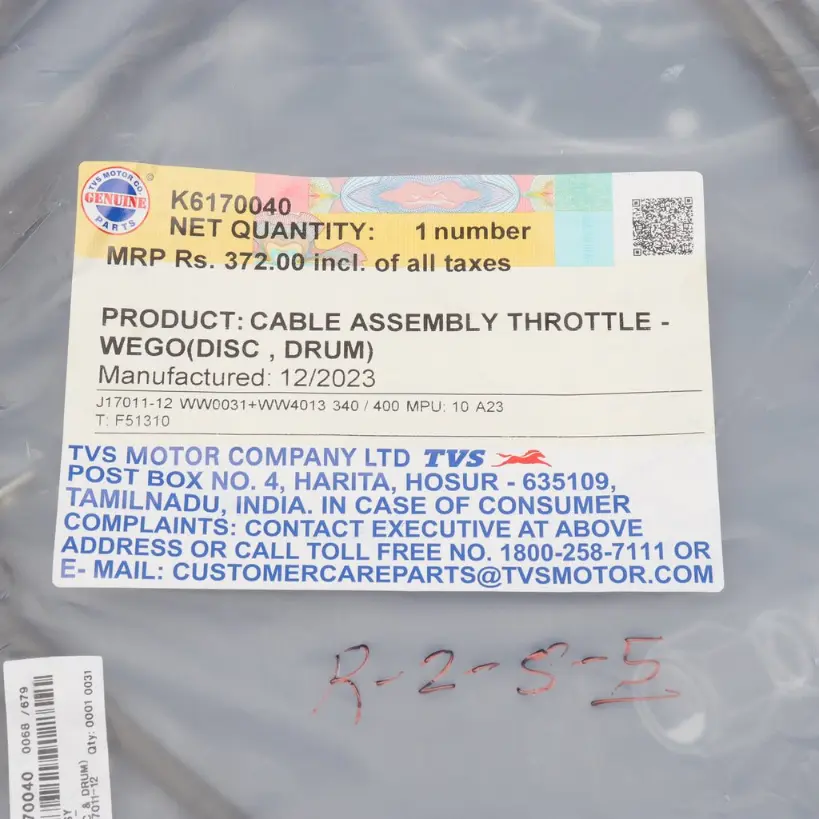 TVS MOTOR CO.
GENUINE
PARTS
K6170040
NET QUANTITY: 1 number
MRP Rs. 372.00 incl. of all taxes
PRODUCT: CABLE ASSEMBLY THROTTLE -
WEGO(DISC , DRUM)
Manufactured: 12/2023
J17011-12 WW0031+WW4013 340 / 400 MPU: 10 A23
T: F51310
TVS MOTOR COMPANY LTD TVS
POST BOX NO. 4, HARITA, HOSUR - 635109,
TAMILNADU, INDIA. IN CASE OF CONSUMER
COMPLAINTS: CONTACT EXECUTIVE AT ABOVE
ADDRESS OR CALL TOLL FREE NO. 1800-258-7111 OR
E- MAIL: CUSTOMERCAREPARTS@TVSMOTOR.COM
R-2-S-5
70040 0068 /679
& DRUM)
7011-12 Qty: 0001 0031